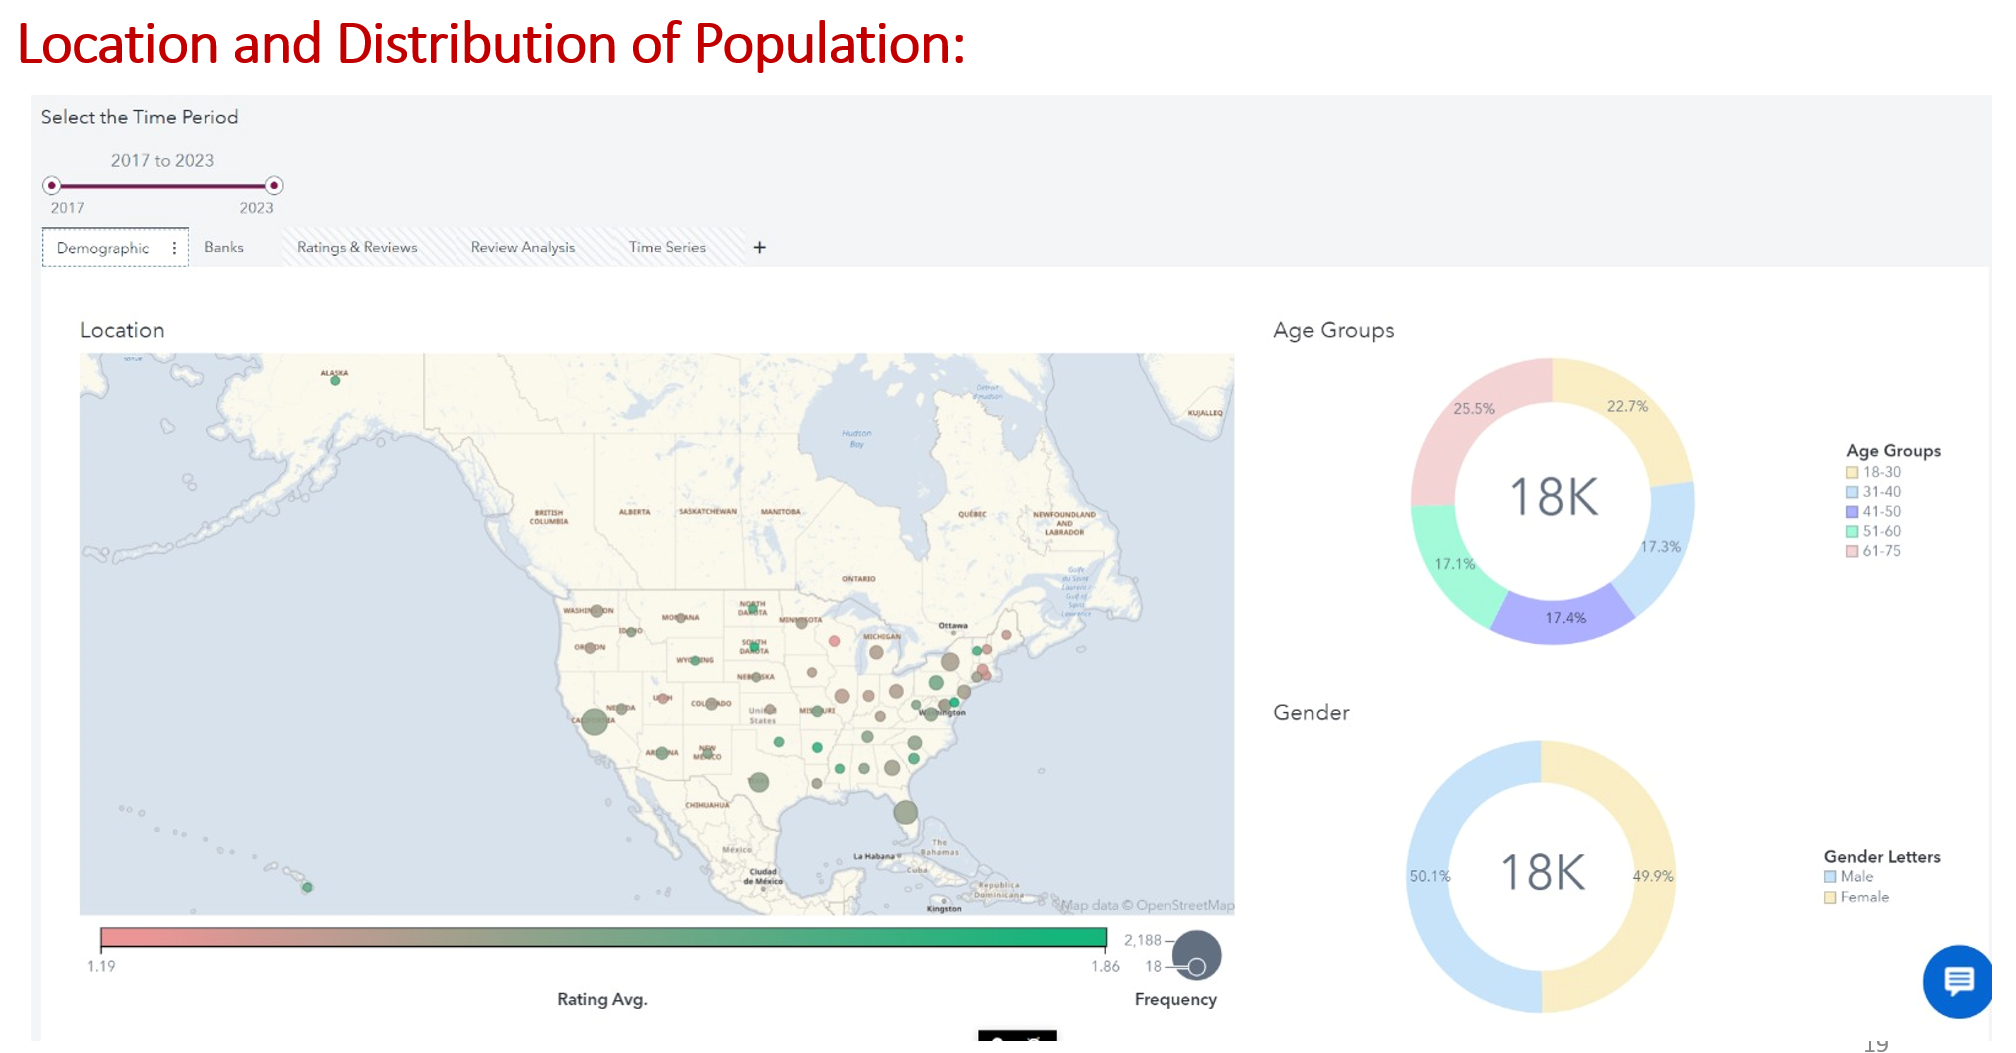 Location and Distribution of Population:
Select the Time Period
2017 to 2023
2017 2023
Demographic Banks Ratings & Reviews Review Analysis Time Series +
Location
ALASKA
KUJALLEQ
Hudson
Bay
BRITISH
COLUMBIA
ALBERTA
SASKATCHEWAN
MANITOBA
QUÉBEC
NEWFOUNDLAND
AND
LABRADOR
ONTARIO
Ottawa
MICHIGAN
WASHINGTON
MONTANA
NORTH
DAKOTA
MINNESOTA
IDAHO
OREGON
SOUTH
DAKOTA
WYOMING
NEBRASKA
UTAH
COLORADO
NEVADA
CALIFORNIA
United
States
MISSOURI
Washington
ARIZONA
NEW
MEXICO
CHIHUAHUA
México
Ciudad
de México
La Habana
The
Bahamas
Cuba
República
Dominicana
Kingston
Map data © OpenStreetMap
1.19 1.86
Rating Avg.
2,188
18
Frequency
Age Groups
25.5% 22.7%
18K
17.1% 17.3%
17.4%
Age Groups
18-30
31-40
41-50
51-60
61-75
Gender
50.1% 18K 49.9%
Gender Letters
Male
Female
19